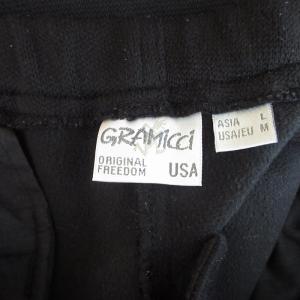 GRAMICCI
ORIGINAL
FREEDOM USA
ASIA L
USA/EU M